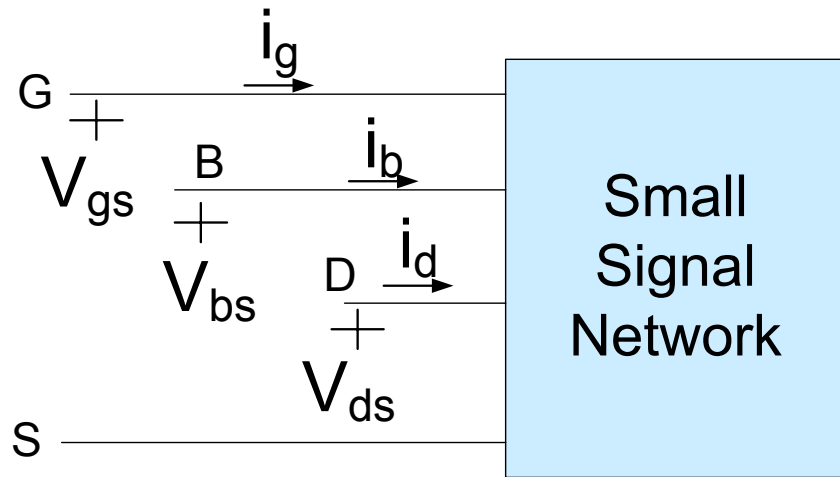 i_g
G
+
V_gs
B
i_b
+
V_bs
D
i_d
+
V_ds
S
Small
Signal
Network